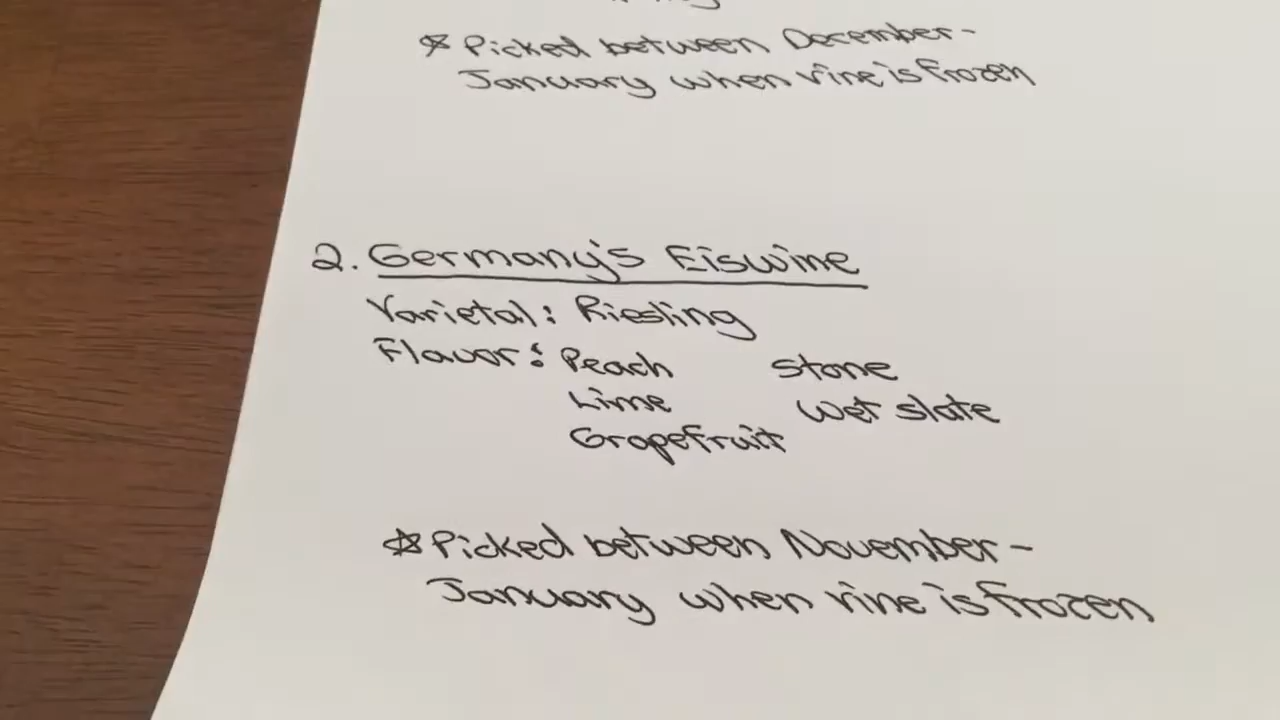 ☆ Picked between December-
January when vine is frozen
2. Germany's Eiswine
Varietal: Riesling
Flavor: Peach Stone
Lime Wet slate
Grapefruit
☆ Picked between November-
January when vine is frozen